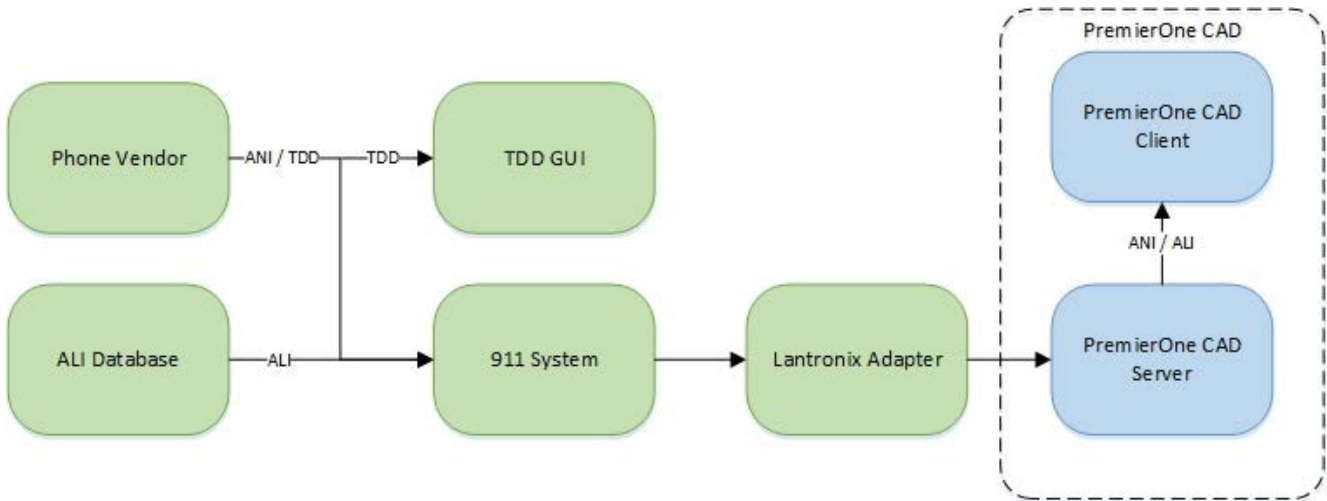 PremierOne CAD
Phone Vendor
ANI / TDD
TDD
TDD GUI
PremierOne CAD
Client
ANI / ALI
ALI Database
ALI
911 System
Lantronix Adapter
PremierOne CAD
Server